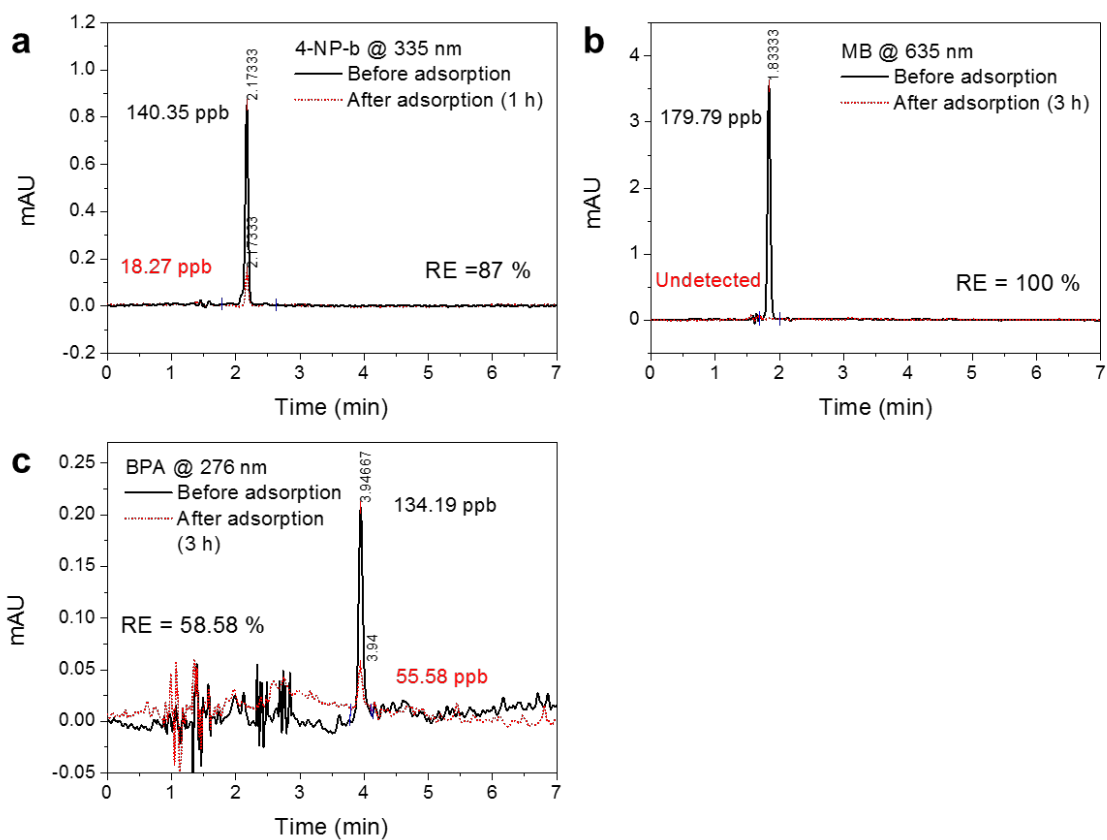 a
4-NP-b @ 335 nm
Before adsorption
After adsorption (1 h)
2.17333
140.35 ppb
2.17333
18.27 ppb
RE =87 %
1.2
1.0
0.8
0.6
0.4
0.2
0.0
-0.2
mAU
0 1 2 3 4 5 6 7
Time (min)
b
MB @ 635 nm
Before adsorption
After adsorption (3 h)
1.83333
179.79 ppb
Undetected
RE = 100 %
4
3
2
1
0
mAU
0 1 2 3 4 5 6 7
Time (min)
c
BPA @ 276 nm
Before adsorption
After adsorption
(3 h)
3.94667
134.19 ppb
RE = 58.58 %
3.94
55.58 ppb
0.25
0.20
0.15
0.10
0.05
0.00
-0.05
mAU
0 1 2 3 4 5 6 7
Time (min)